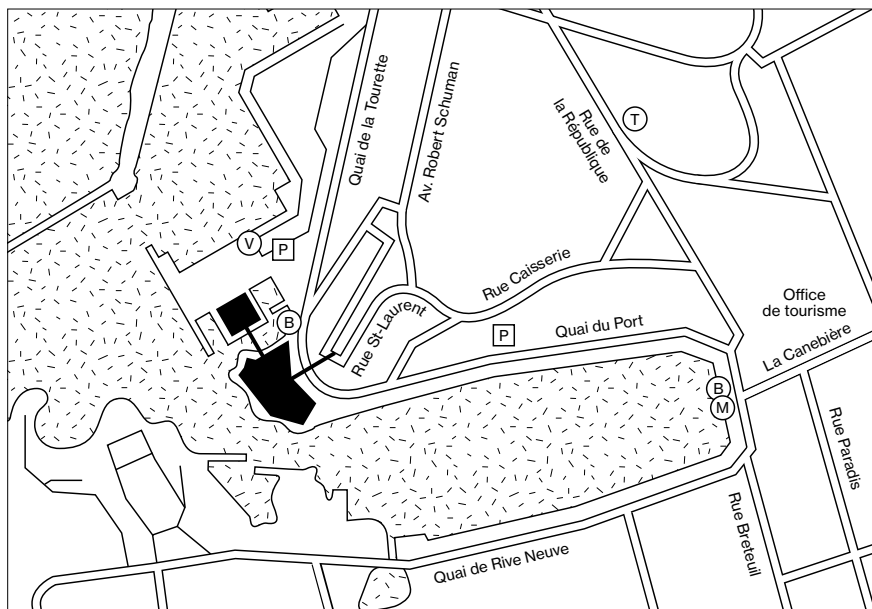 Quai de la Tourette
Av. Robert Schuman
Rue de
la République
T
V
P
B
Rue St-Laurent
Rue Caisserie
P
Quai du Port
Office
de tourisme
La Canebière
B
M
Rue Paradis
Rue Breteuil
Quai de Rive Neuve